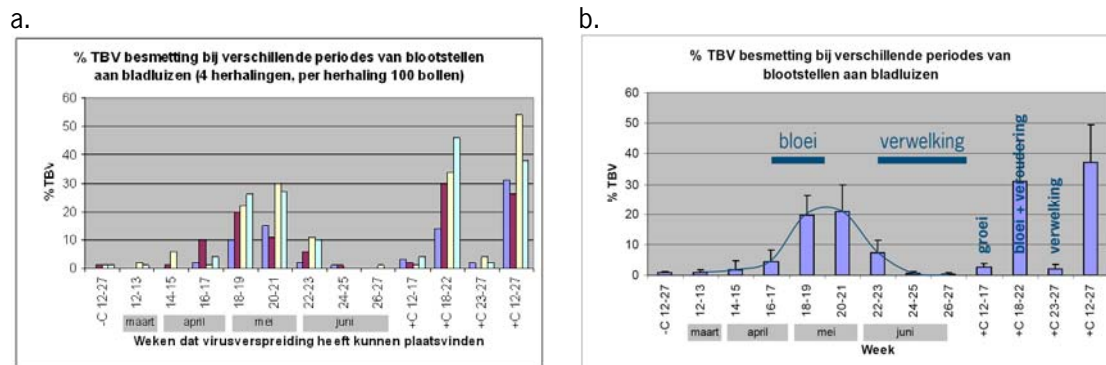 a.
% TBV besmetting bij verschillende periodes van blootstellen
aan bladluizen (4 herhalingen, per herhaling 100 bollen)
% TBV
60
50
40
30
20
10
0
-C 12-27
12-13
14-15
16-17
18-19
20-21
22-23
24-25
26-27
+C 12-17
+C 18-22
+C 23-27
+C 12-27
maart
april
mei
juni
Weken dat virusverspreiding heeft kunnen plaatsvinden
b.
% TBV besmetting bij verschillende periodes van
blootstellen aan bladluizen
% TBV
60
50
40
30
20
10
0
bloei
verwelking
groei
bloei + veroudering
verwelking
-C 12-27
12-13
14-15
16-17
18-19
20-21
22-23
24-25
26-27
+C 12-17
+C 18-22
+C 23-27
+C 12-27
maart
april
mei
juni
Week